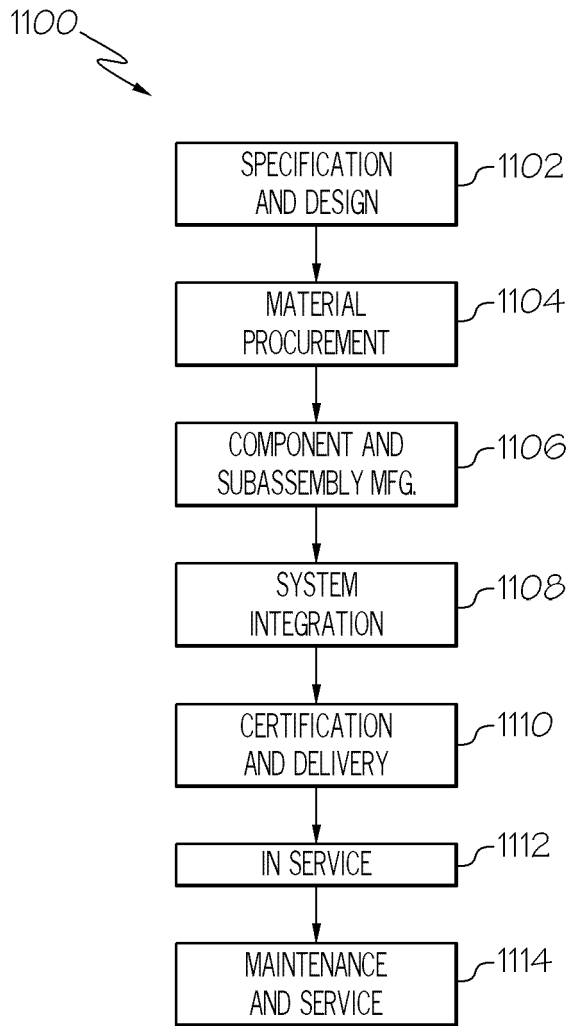 1100
SPECIFICATION
AND DESIGN
1102
MATERIAL
PROCUREMENT
1104
COMPONENT AND
SUBASSEMBLY MFG.
1106
SYSTEM
INTEGRATION
1108
CERTIFICATION
AND DELIVERY
1110
IN SERVICE
1112
MAINTENANCE
AND SERVICE
1114